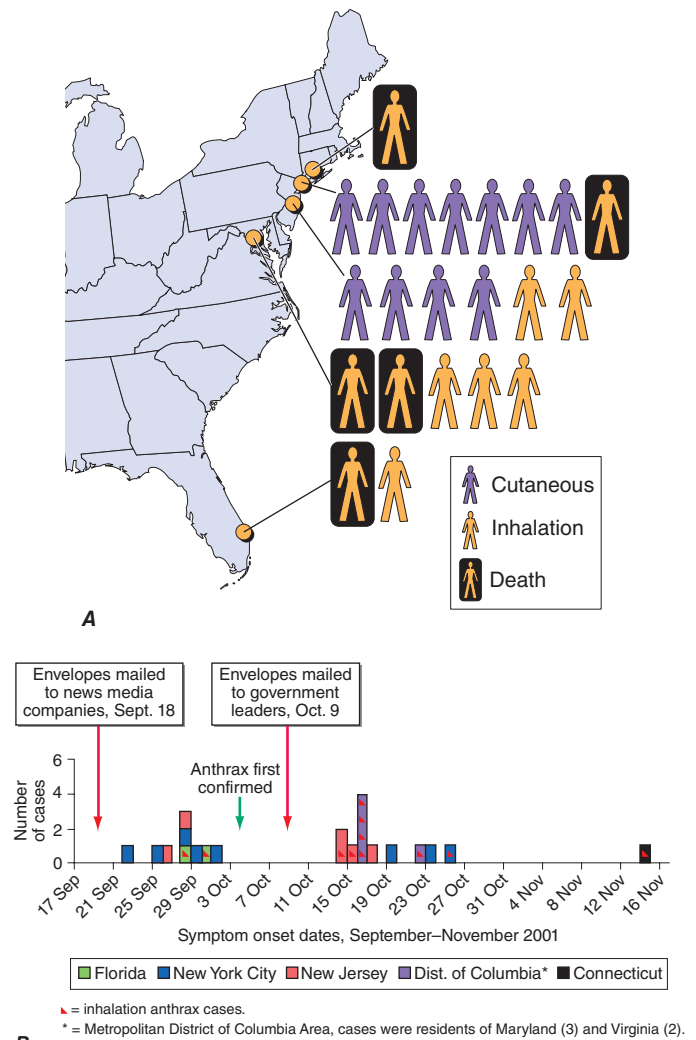 Cutaneous
Inhalation
Death
A
Envelopes mailed
to news media
companies, Sept. 18
Envelopes mailed
to government
leaders, Oct. 9
Anthrax first
confirmed
Number
of cases
6
4
2
0
17 Sep
21 Sep
25 Sep
29 Sep
3 Oct
7 Oct
11 Oct
15 Oct
19 Oct
23 Oct
27 Oct
31 Oct
4 Nov
8 Nov
12 Nov
16 Nov
Symptom onset dates, September–November 2001
Florida New York City New Jersey Dist. of Columbia* Connecticut
= inhalation anthrax cases.
* = Metropolitan District of Columbia Area, cases were residents of Maryland (3) and Virginia (2).